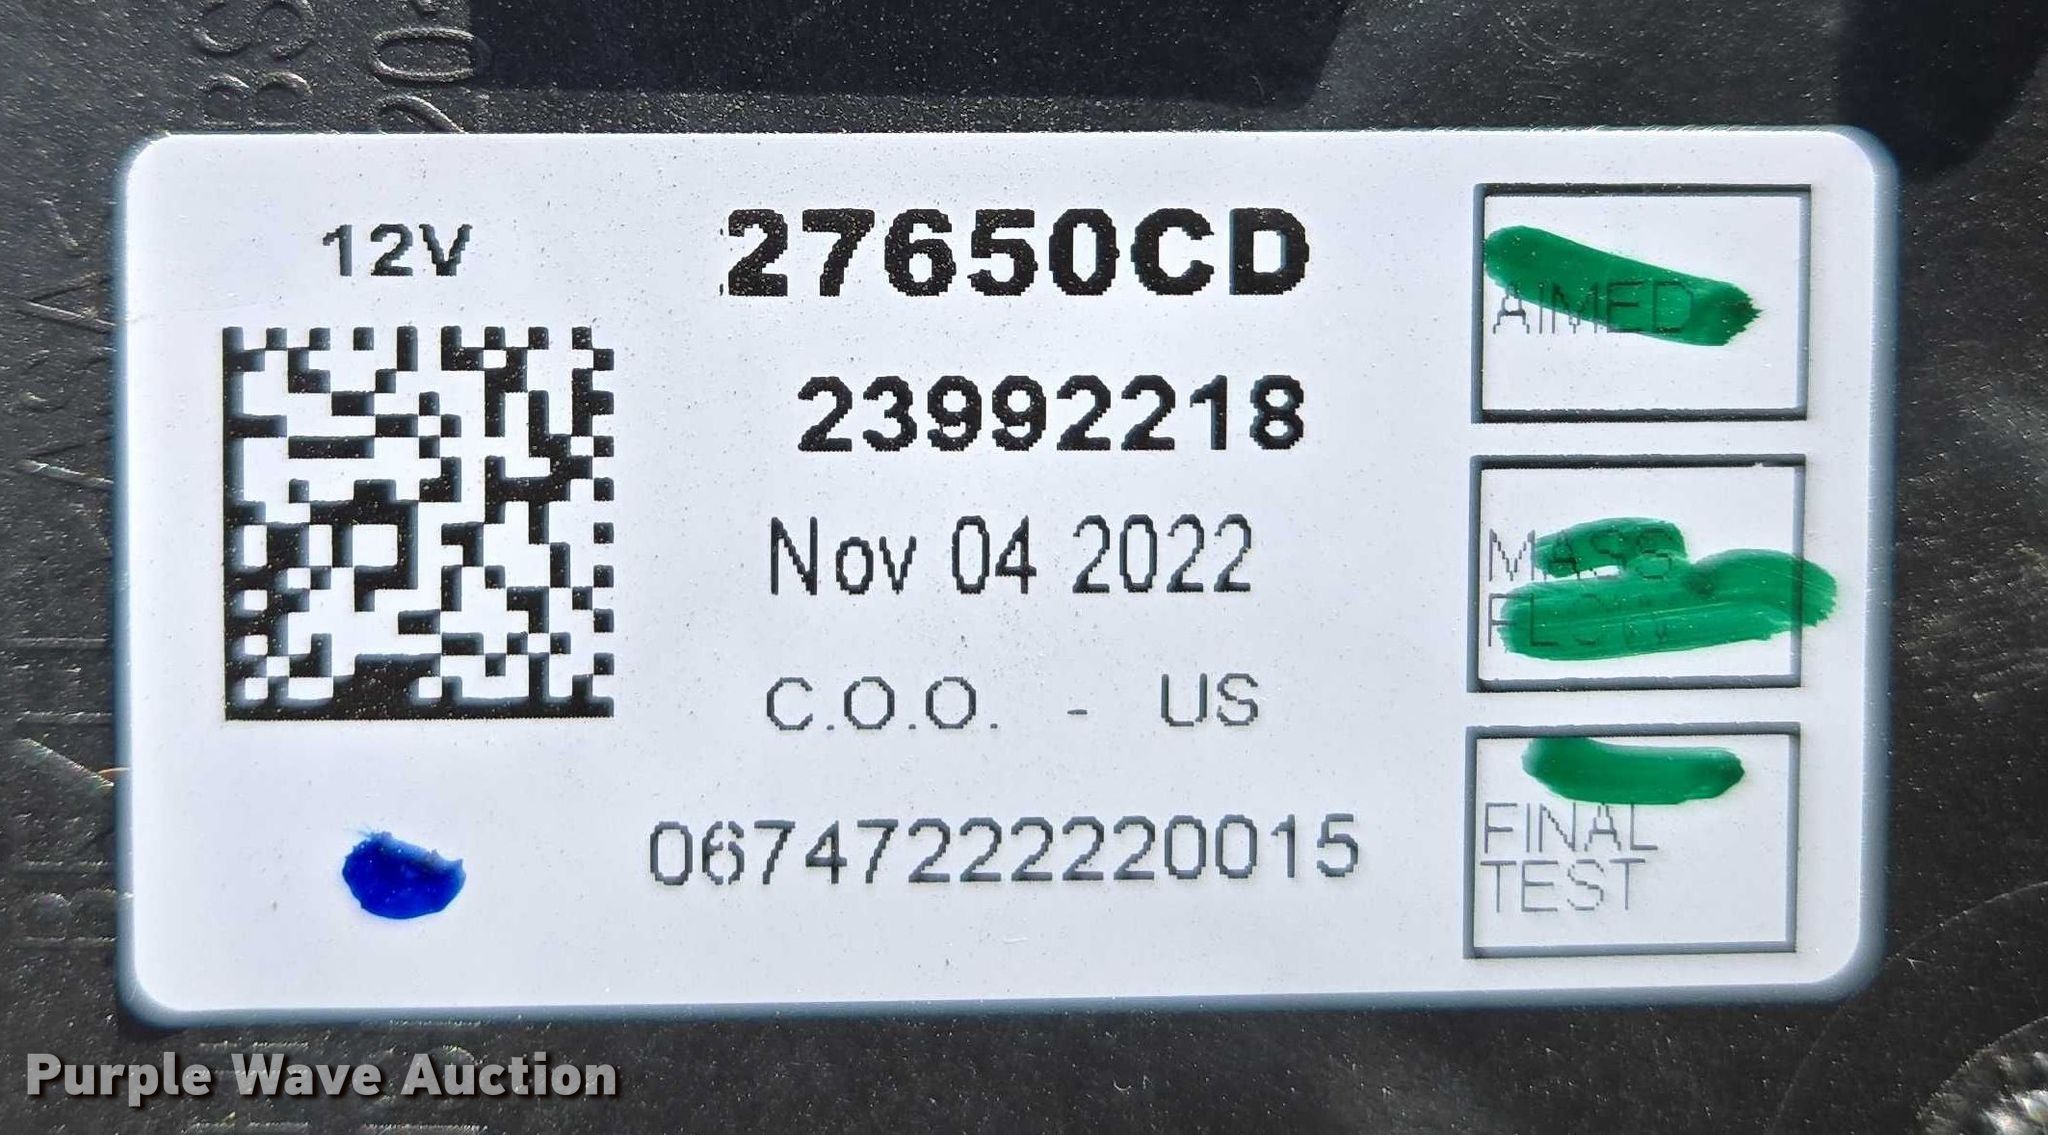 12V
27650CD
23992218
Nov 04 2022
C.O.O. - US
067472222220015
AIMED
MASS
FLOW
FINAL
TEST
Purple Wave Auction